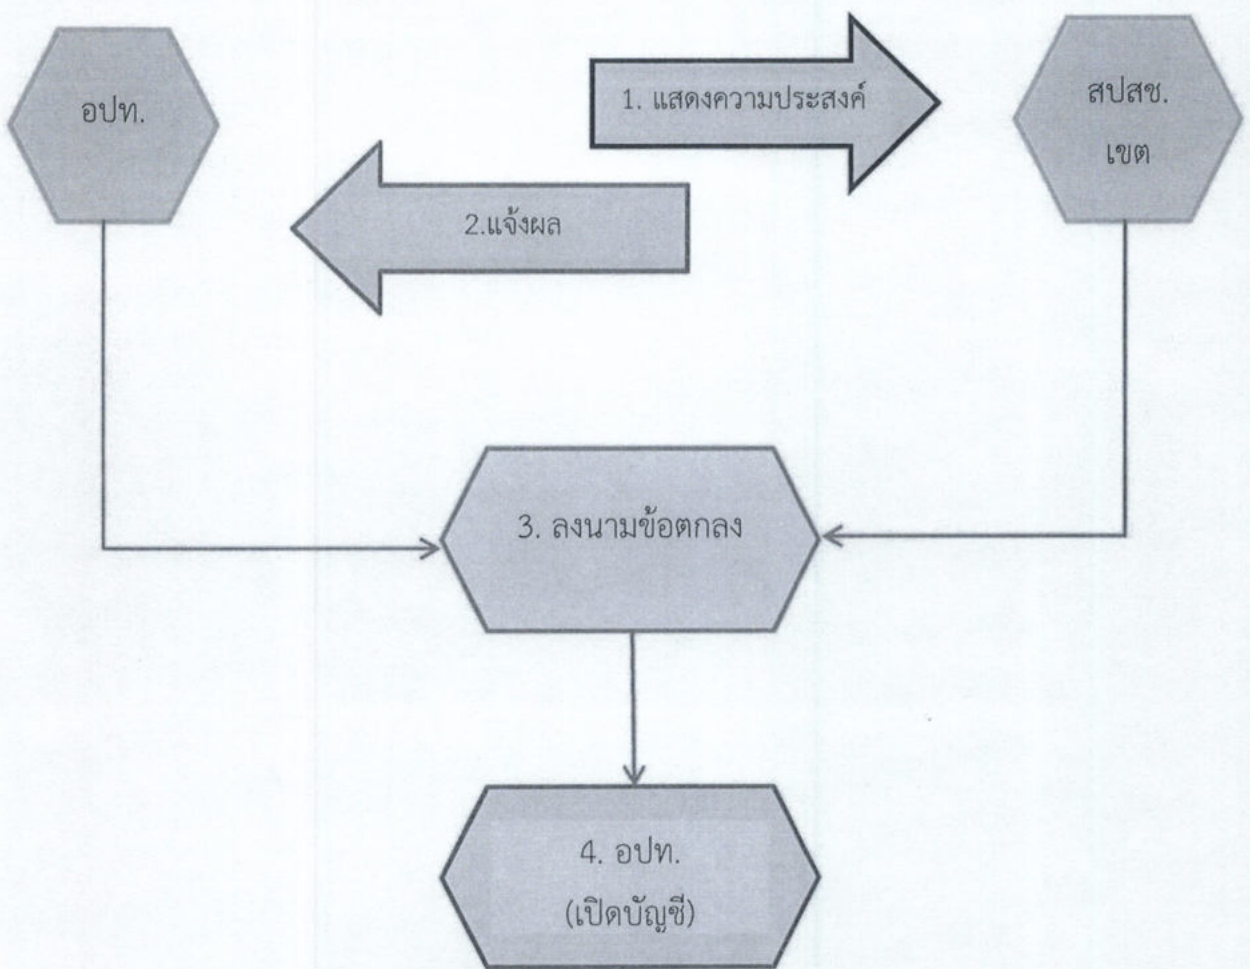 อปท.
1. แสดงความประสงค์
สปสช.
เขต
2.แจ้งผล
3. ลงนามข้อตกลง
4. อปท.
(เปิดบัญชี)